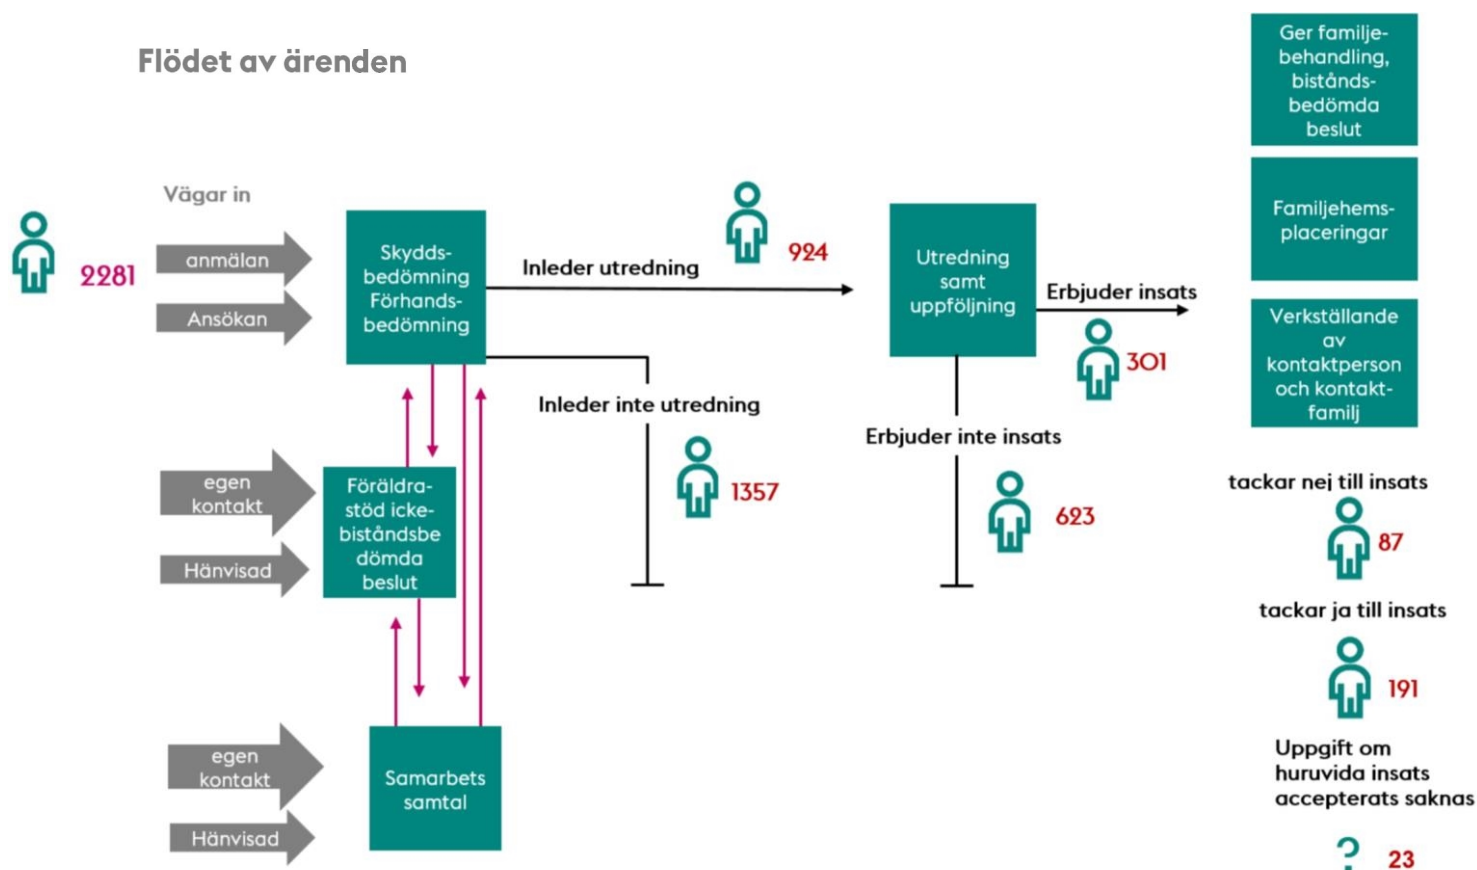 Flödet av ärenden
Vägar in
2281
anmälan
Ansökan
Skydds-
bedömning
Förhands-
bedömning
Inleder utredning
924
Inleder inte utredning
1357
Utredning
samt
uppföljning
Erbjuder insats
301
Erbjuder inte insats
623
Ger familje-
behandling,
bistånds-
bedömda
beslut
Familjehems-
placeringar
Verkställande
av
kontaktperson
och kontakt-
familj
tackar nej till insats
87
tackar ja till insats
191
Uppgift om
huruvida insats
accepterats saknas
?
23
egen
kontakt
Hänvisad
Föräldra-
stöd icke-
biståndsbe
dömda
beslut
egen
kontakt
Hänvisad
Samarbets
samtal